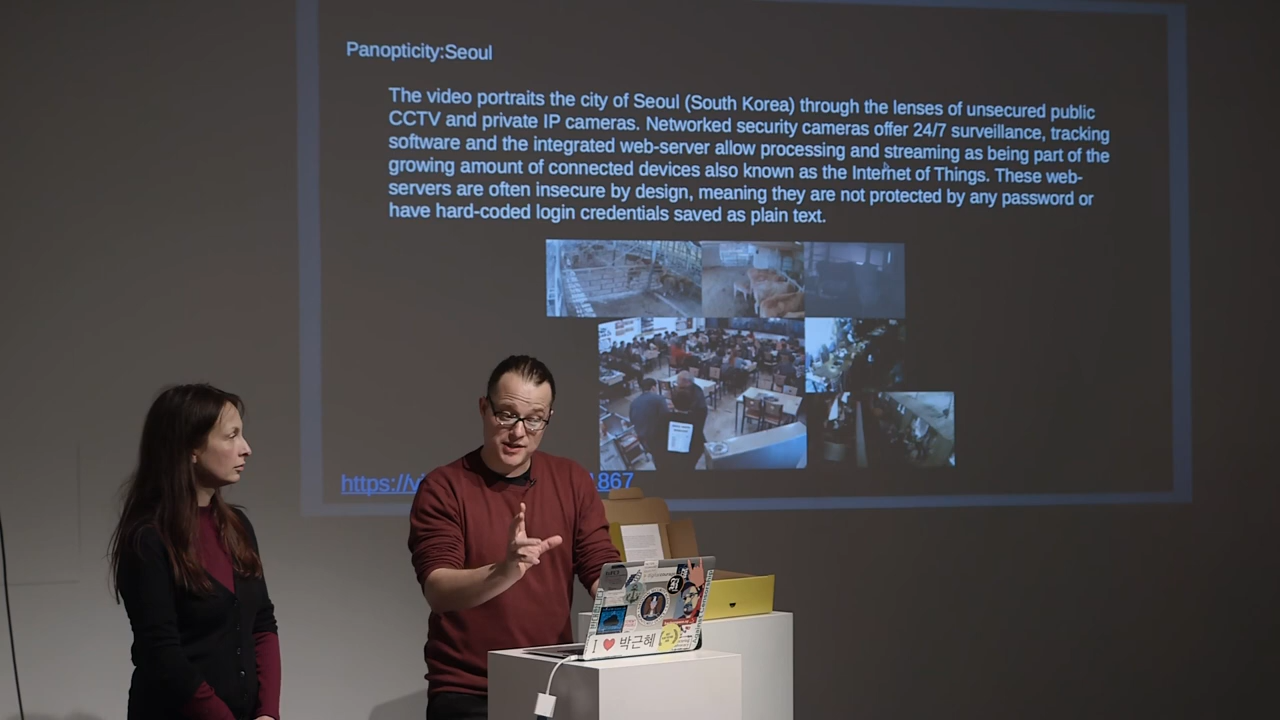 Panopticity:Seoul
The video portraits the city of Seoul (South Korea) through the lenses of unsecured public
CCTV and private IP cameras. Networked security cameras offer 24/7 surveillance, tracking
software and the integrated web-server allow processing and streaming as being part of the
growing amount of connected devices also known as the Internet of Things. These web-
servers are often insecure by design, meaning they are not protected by any password or
have hard-coded login credentials saved as plain text.
https://vi
1867
I ♥ 박근혜